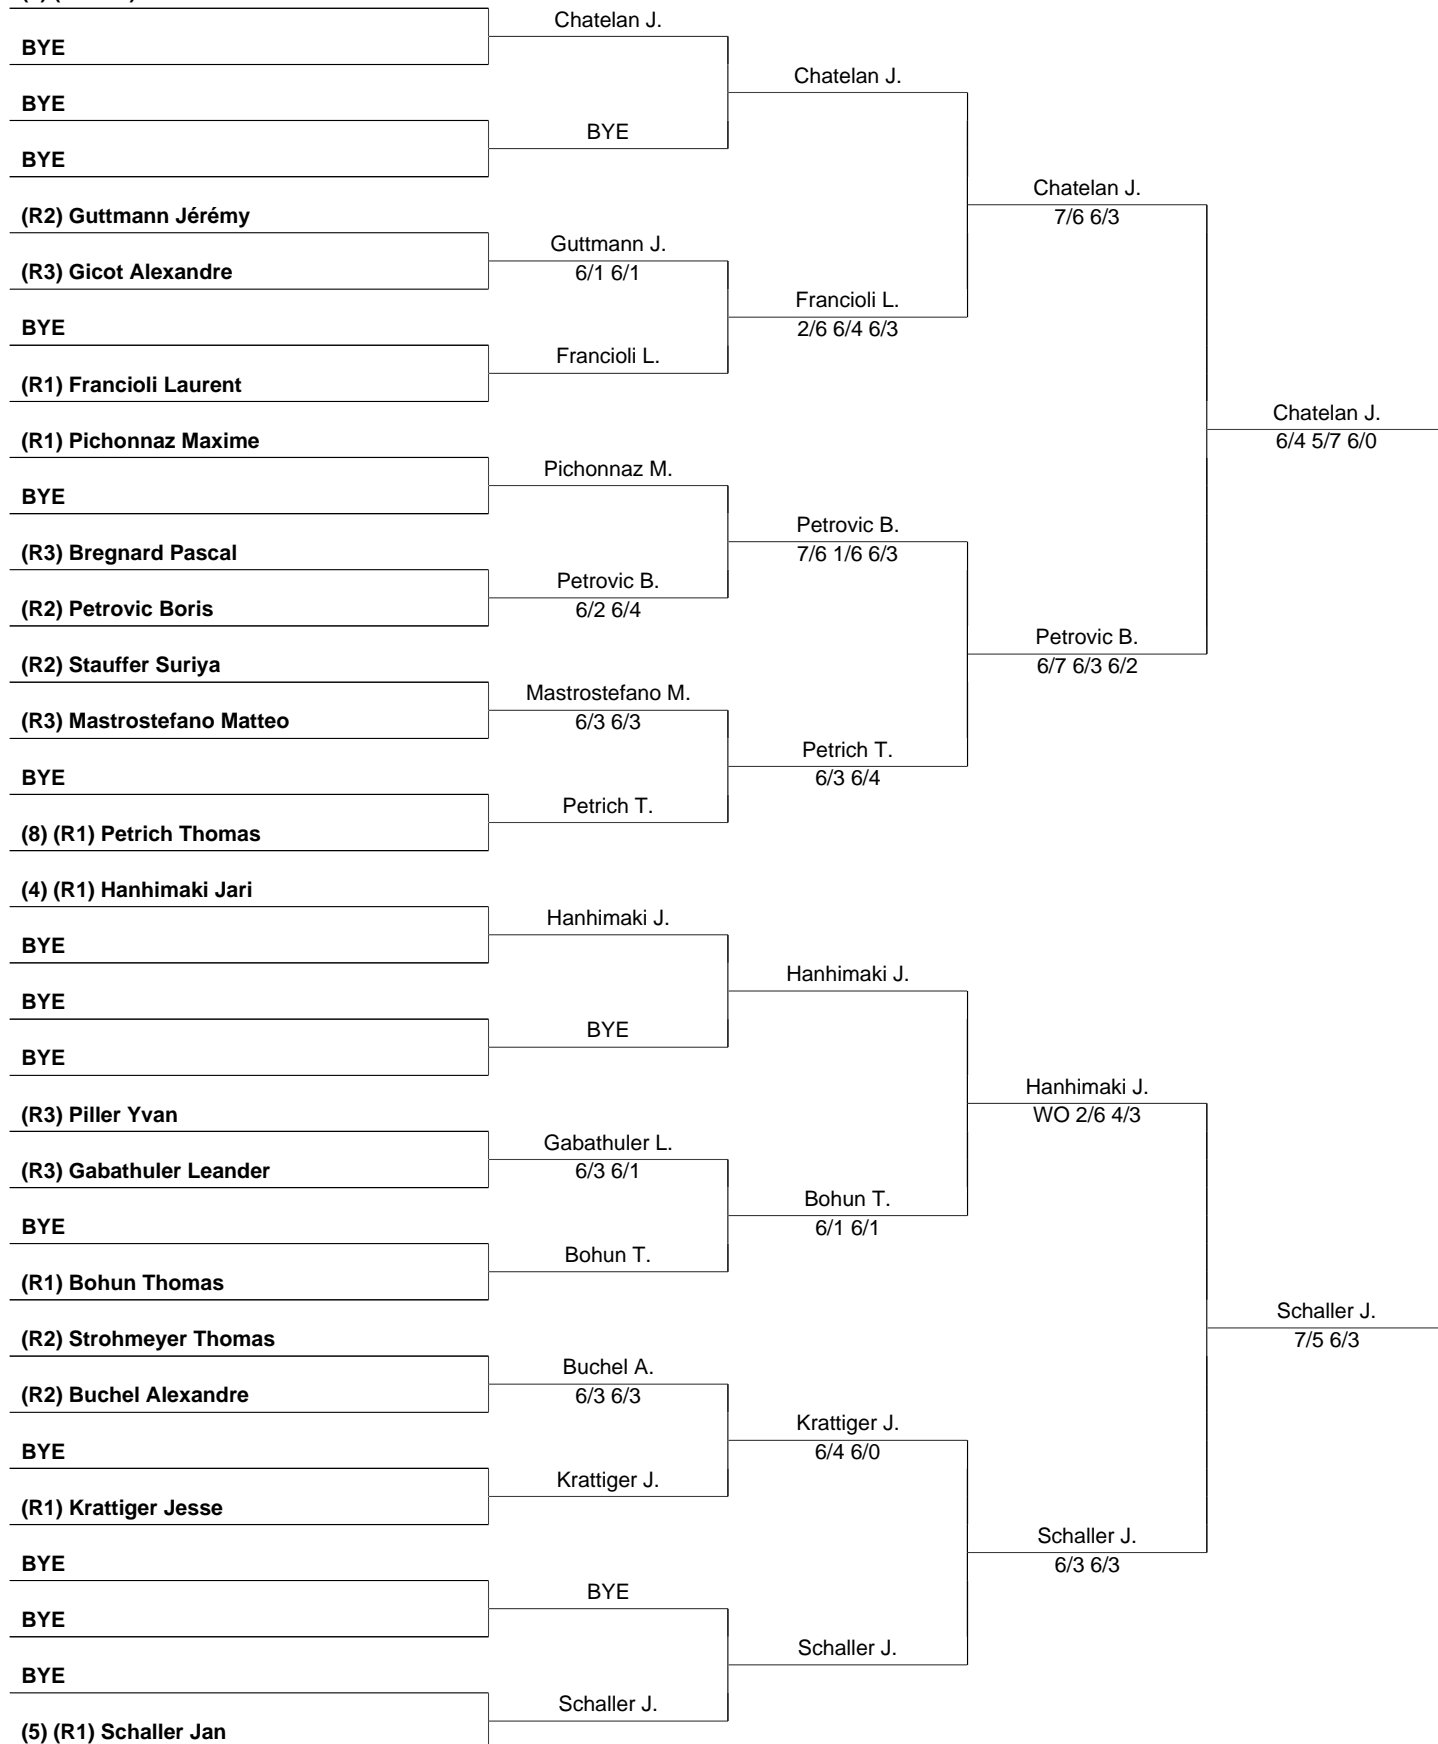 BYE
BYE
BYE
(R2) Guttmann Jérémy
(R3) Gicot Alexandre
BYE
(R1) Francioli Laurent
(R1) Pichonnaz Maxime
BYE
(R3) Bregnard Pascal
(R2) Petrovic Boris
(R2) Stauffer Suriya
(R3) Mastrostefano Matteo
BYE
(8) (R1) Petrich Thomas
(4) (R1) Hanhimaki Jari
BYE
BYE
BYE
(R3) Piller Yvan
(R3) Gabathuler Leander
BYE
(R1) Bohun Thomas
(R2) Strohmeyer Thomas
(R2) Buchel Alexandre
BYE
(R1) Krattiger Jesse
BYE
BYE
BYE
(5) (R1) Schaller Jan
Chatelan J.
BYE
Guttmann J.
6/1 6/1
Francioli L.
Pichonnaz M.
Petrovic B.
6/2 6/4
Mastrostefano M.
6/3 6/3
Petrich T.
Hanhimaki J.
BYE
Gabathuler L.
6/3 6/1
Bohun T.
Buchel A.
6/3 6/3
Krattiger J.
BYE
Schaller J.
Chatelan J.
Francioli L.
2/6 6/4 6/3
Petrovic B.
7/6 1/6 6/3
Petrich T.
6/3 6/4
Hanhimaki J.
Bohun T.
6/1 6/1
Krattiger J.
6/4 6/0
Schaller J.
Chatelan J.
7/6 6/3
Petrovic B.
6/7 6/3 6/2
Hanhimaki J.
WO 2/6 4/3
Schaller J.
6/3 6/3
Chatelan J.
6/4 5/7 6/0
Schaller J.
7/5 6/3